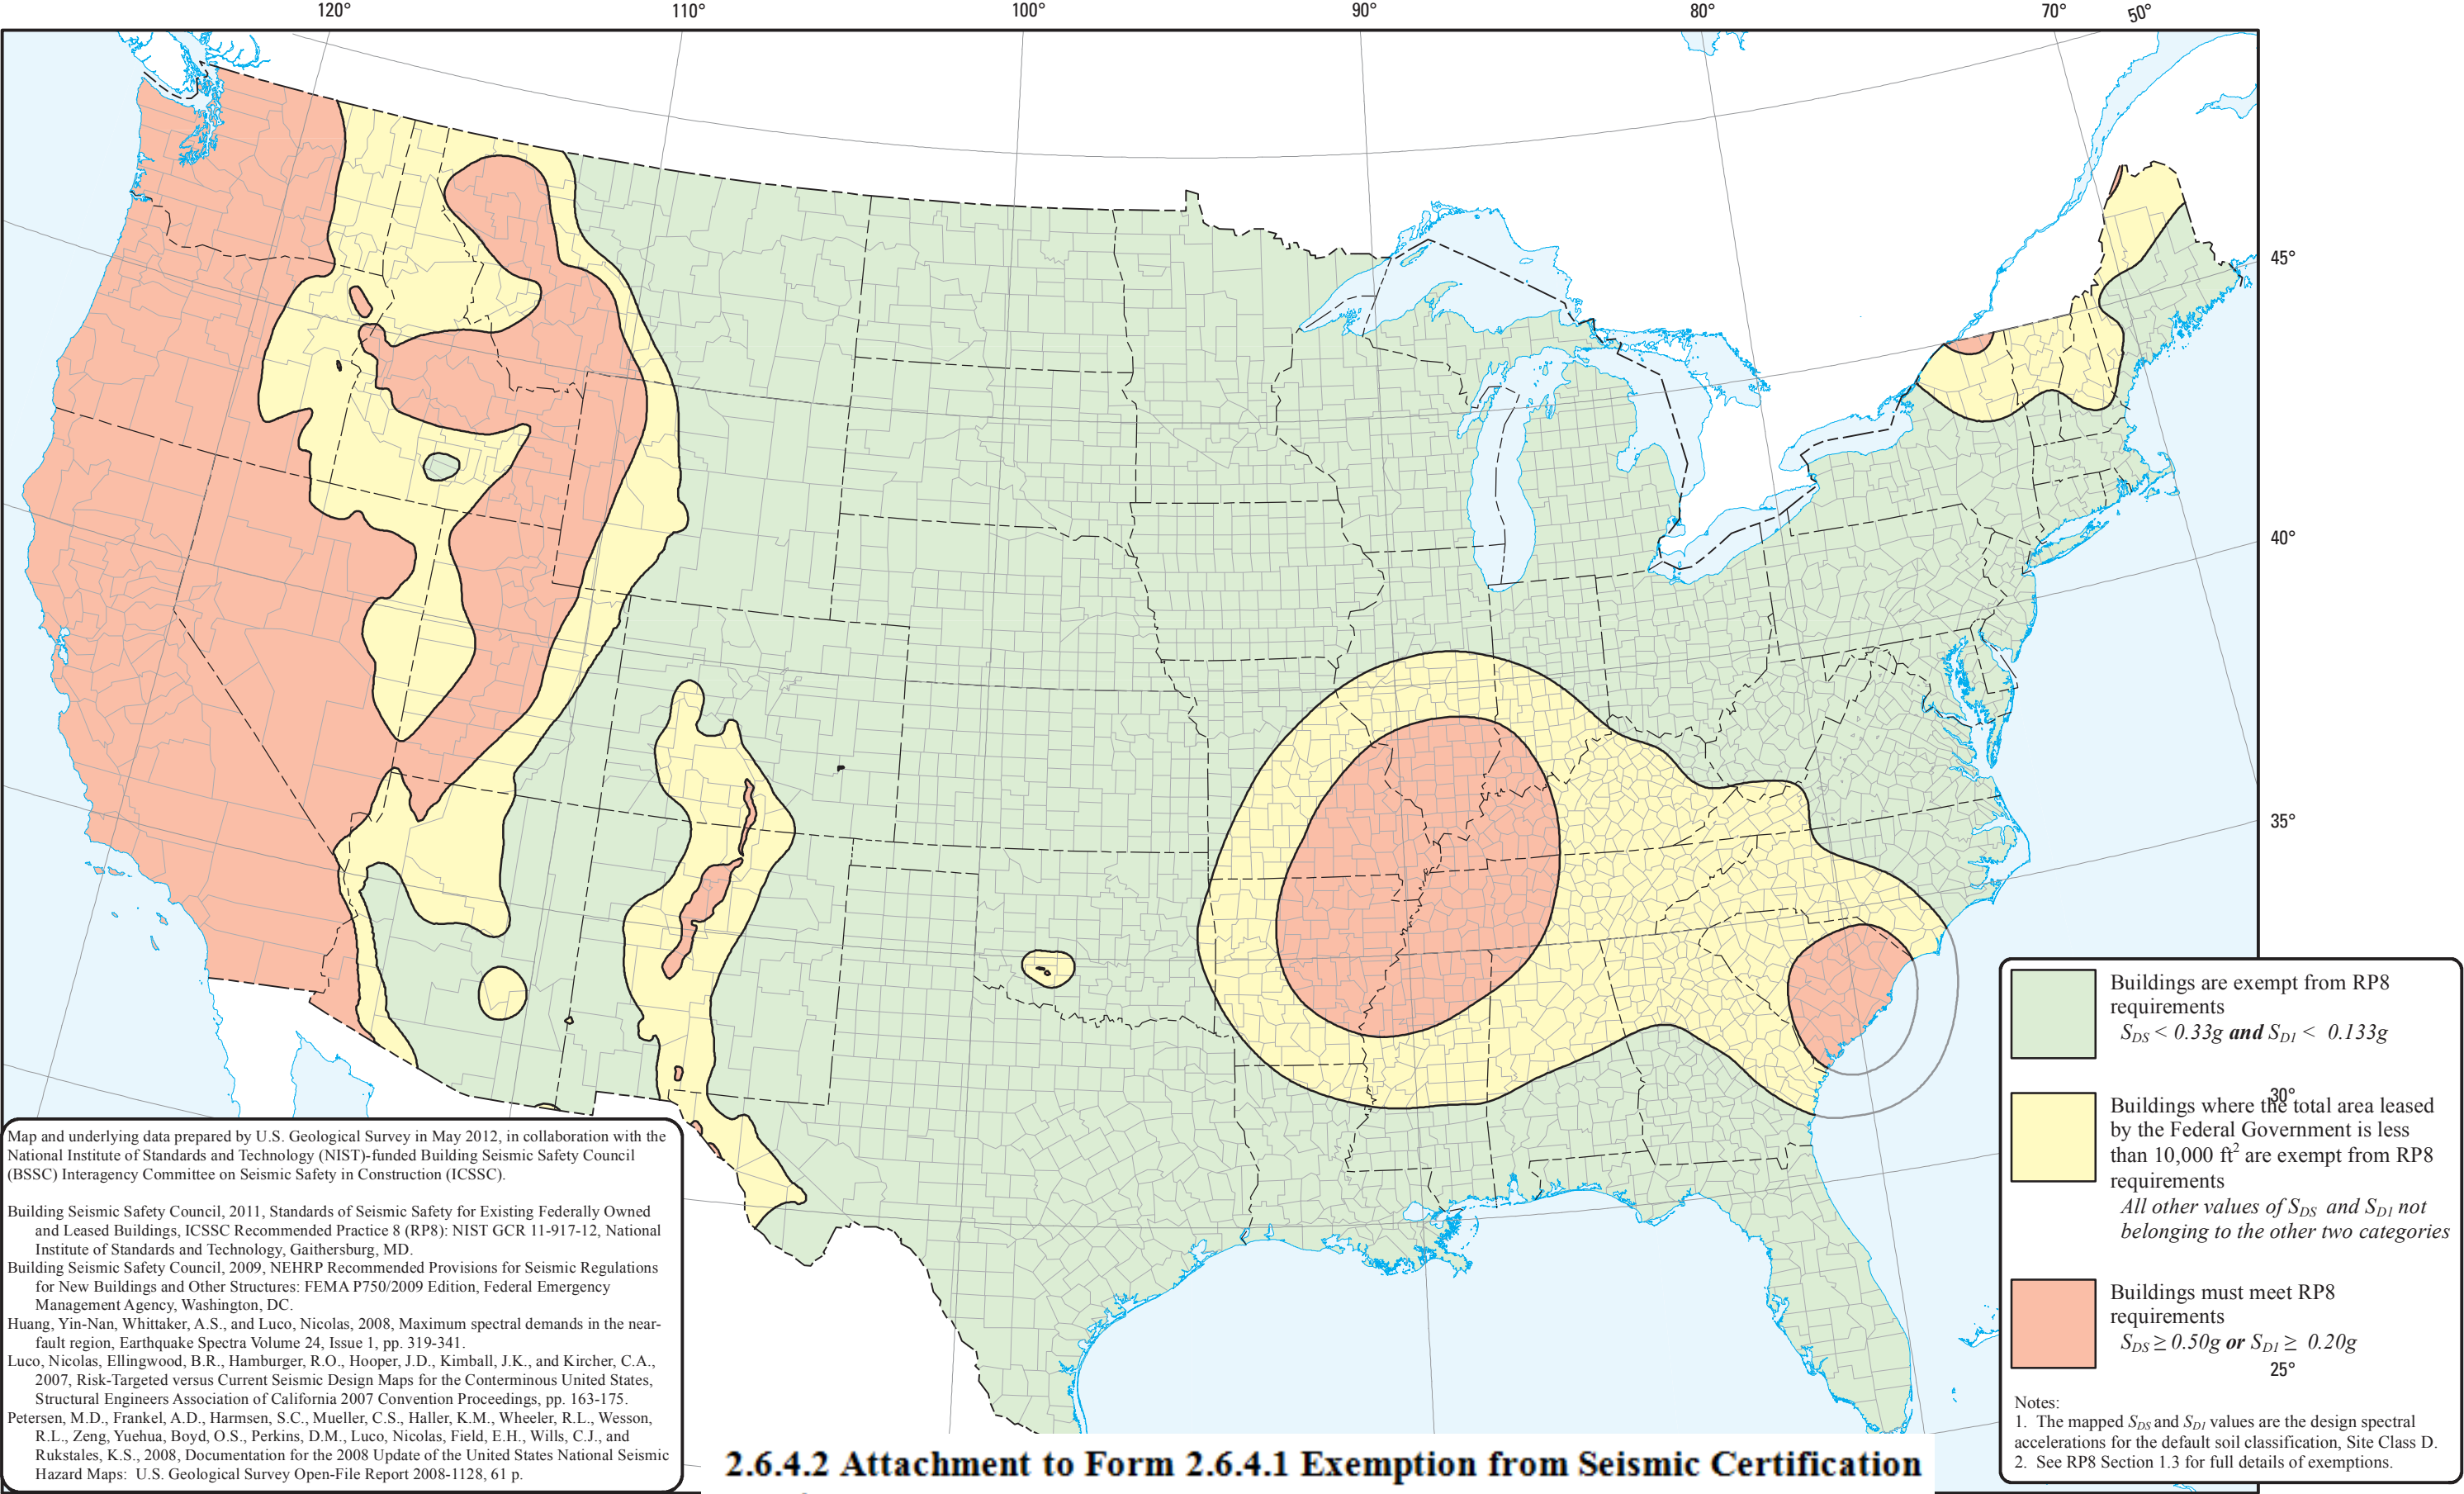 120°
110°
100°
90°
80°
70°
50°
45°
40°
35°
30°
25°
Buildings are exempt from RP8
requirements
S_DS < 0.33g and S_D1 < 0.133g
Buildings where the total area leased
by the Federal Government is less
than 10,000 ft² are exempt from RP8
requirements
All other values of S_DS and S_D1 not
belonging to the other two categories
Buildings must meet RP8
requirements
S_DS ≥ 0.50g or S_D1 ≥ 0.20g
Notes:
1. The mapped S_DS and S_D1 values are the design spectral
accelerations for the default soil classification, Site Class D.
2. See RP8 Section 1.3 for full details of exemptions.
Map and underlying data prepared by U.S. Geological Survey in May 2012, in collaboration with the
National Institute of Standards and Technology (NIST)-funded Building Seismic Safety Council
(BSSC) Interagency Committee on Seismic Safety in Construction (ICSSC).
Building Seismic Safety Council, 2011, Standards of Seismic Safety for Existing Federally Owned
and Leased Buildings, ICSSC Recommended Practice 8 (RP8): NIST GCR 11-917-12, National
Institute of Standards and Technology, Gaithersburg, MD.
Building Seismic Safety Council, 2009, NEHRP Recommended Provisions for Seismic Regulations
for New Buildings and Other Structures: FEMA P750/2009 Edition, Federal Emergency
Management Agency, Washington, DC.
Huang, Yin-Nan, Whittaker, A.S., and Luco, Nicolas, 2008, Maximum spectral demands in the near-
fault region, Earthquake Spectra Volume 24, Issue 1, pp. 319-341.
Luco, Nicolas, Ellingwood, B.R., Hamburger, R.O., Hooper, J.D., Kimball, J.K., and Kircher, C.A.,
2007, Risk-Targeted versus Current Seismic Design Maps for the Conterminous United States,
Structural Engineers Association of California 2007 Convention Proceedings, pp. 163-175.
Petersen, M.D., Frankel, A.D., Harmsen, S.C., Mueller, C.S., Haller, K.M., Wheeler, R.L., Wesson,
R.L., Zeng, Yuehua, Boyd, O.S., Perkins, D.M., Luco, Nicolas, Field, E.H., Wills, C.J., and
Rukstales, K.S., 2008, Documentation for the 2008 Update of the United States National Seismic
Hazard Maps: U.S. Geological Survey Open-File Report 2008-1128, 61 p.
2.6.4.2 Attachment to Form 2.6.4.1 Exemption from Seismic Certification